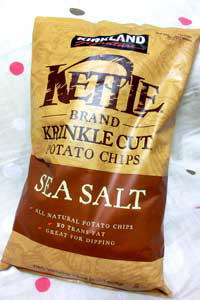 KIRKLAND
Signature
KETTLE
BRAND
KRINKLE CUT
POTATO CHIPS
SEA SALT
✓ ALL NATURAL POTATO CHIPS
✓ NO TRANS FAT
✓ GREAT FOR DIPPING